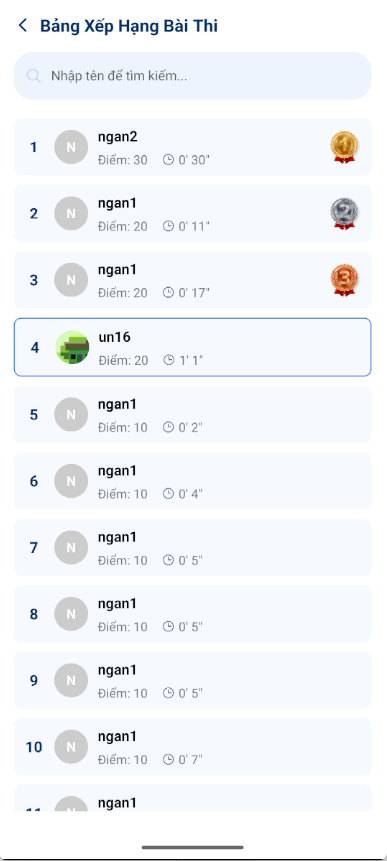 Bảng Xếp Hạng Bài Thi
Nhập tên để tìm kiếm...
1 N ngan2 1
Điểm: 30 0' 30"
2 N ngan1 2
Điểm: 20 0' 11"
3 N ngan1 3
Điểm: 20 0' 17"
4 un16
Điểm: 20 1' 1"
5 N ngan1
Điểm: 10 0' 2"
6 N ngan1
Điểm: 10 0' 4"
7 N ngan1
Điểm: 10 0' 5"
8 N ngan1
Điểm: 10 0' 5"
9 N ngan1
Điểm: 10 0' 5"
10 N ngan1
Điểm: 10 0' 7"
ngan1